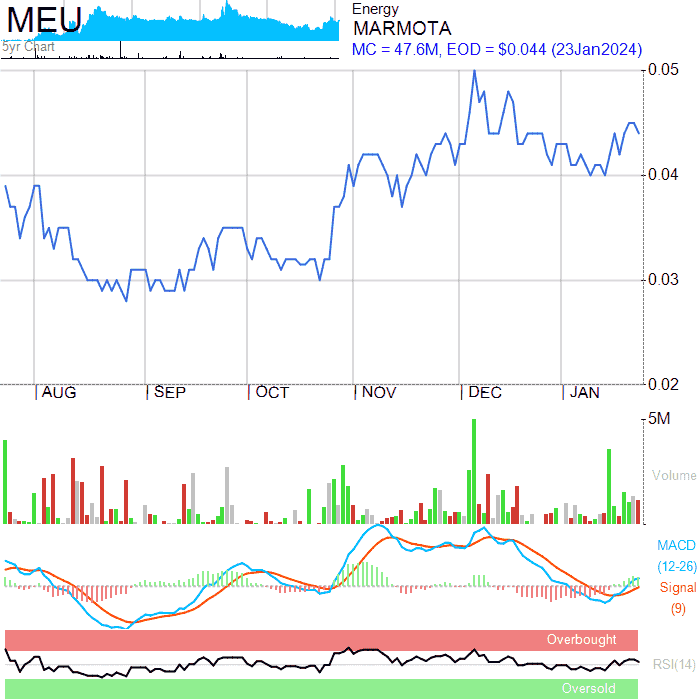 MEU
5yr Chart
Energy
MARMOTA
MC = 47.6M, EOD = $0.044 (23Jan2024)
0.05
0.04
0.03
0.02
AUG SEP OCT NOV DEC JAN
5M
Volume
MACD
(12-26)
Signal
(9)
Overbought
RSI(14)
Oversold